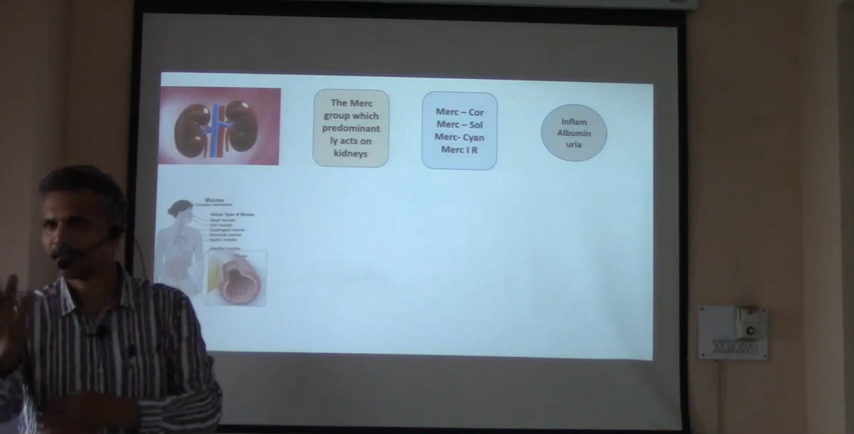 The Merc
group which
predominant
ly acts on
kidneys
Merc – Cor
Merc – Sol
Merc- Cyan
Merc I R
Inflam
Albumin
uria
Mucosa